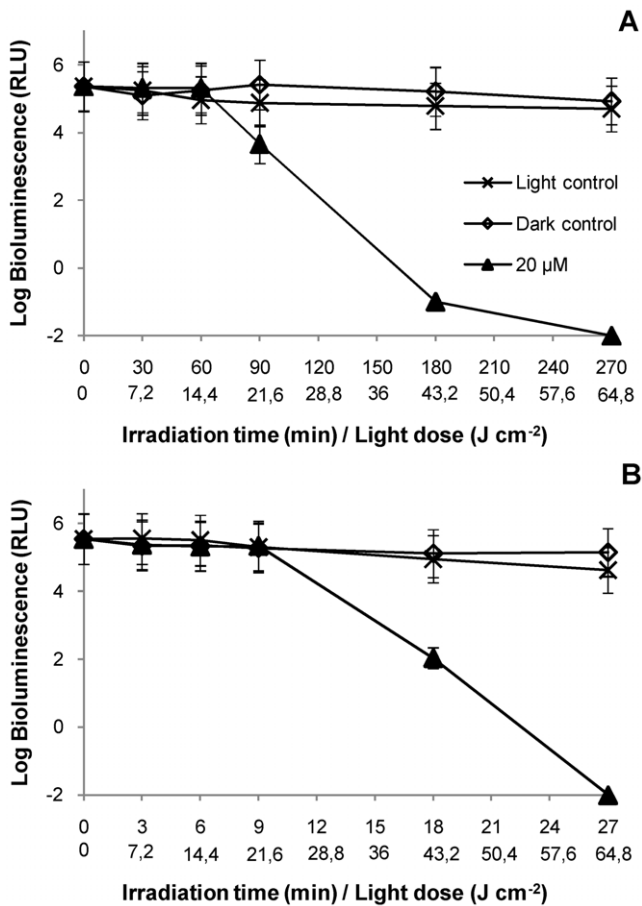 A
Log Bioluminescence (RLU)
6
4
2
0
-2
Light control
Dark control
20 µM
0 30 60 90 120 150 180 210 240 270
0 7,2 14,4 21,6 28,8 36 43,2 50,4 57,6 64,8
Irradiation time (min) / Light dose (J cm⁻²)
B
Log Bioluminescence (RLU)
6
4
2
0
-2
0 3 6 9 12 15 18 21 24 27
0 7,2 14,4 21,6 28,8 36 43,2 50,4 57,6 64,8
Irradiation time (min) / Light dose (J cm⁻²)